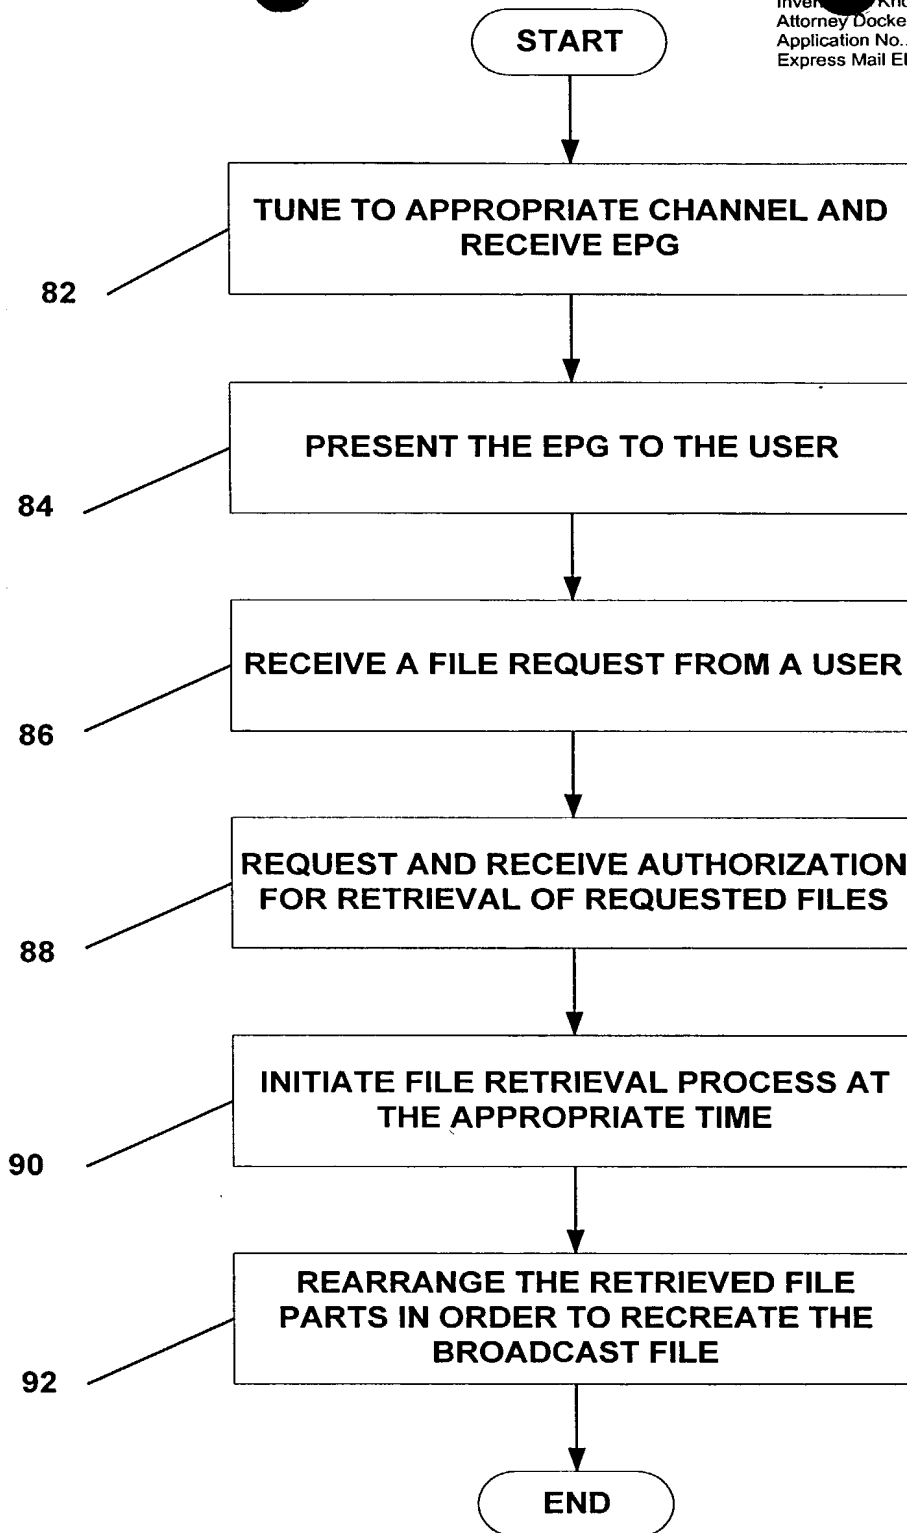 Attorney
Application No..
Express Mail
START
TUNE TO APPROPRIATE CHANNEL AND
RECEIVE EPG
82
PRESENT THE EPG TO THE USER
84
RECEIVE A FILE REQUEST FROM A USER
86
REQUEST AND RECEIVE AUTHORIZATION
FOR RETRIEVAL OF REQUESTED FILES
88
INITIATE FILE RETRIEVAL PROCESS AT
THE APPROPRIATE TIME
90
REARRANGE THE RETRIEVED FILE
PARTS IN ORDER TO RECREATE THE
BROADCAST FILE
92
END